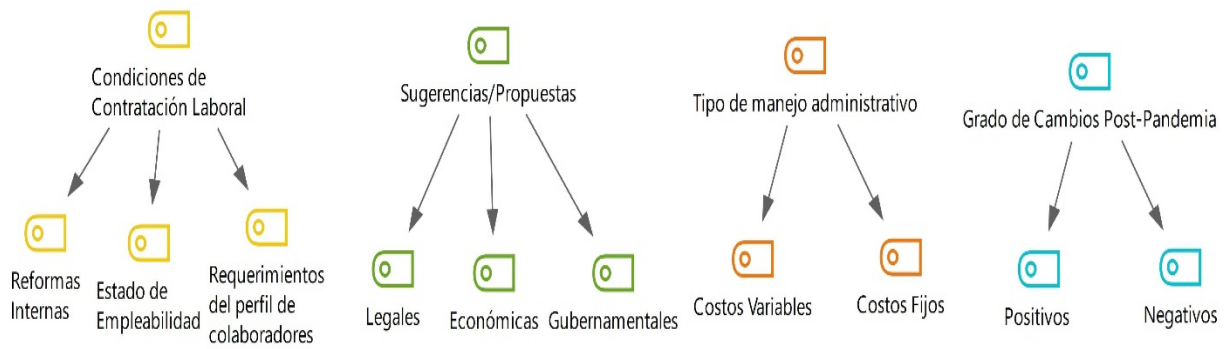 Condiciones de
Contratación Laboral
Reformas
Internas
Estado de
Empleabilidad
Requerimientos
del perfil de
colaboradores
Sugerencias/Propuestas
Legales
Económicas
Gubernamentales
Tipo de manejo administrativo
Costos Variables
Costos Fijos
Grado de Cambios Post-Pandemia
Positivos
Negativos